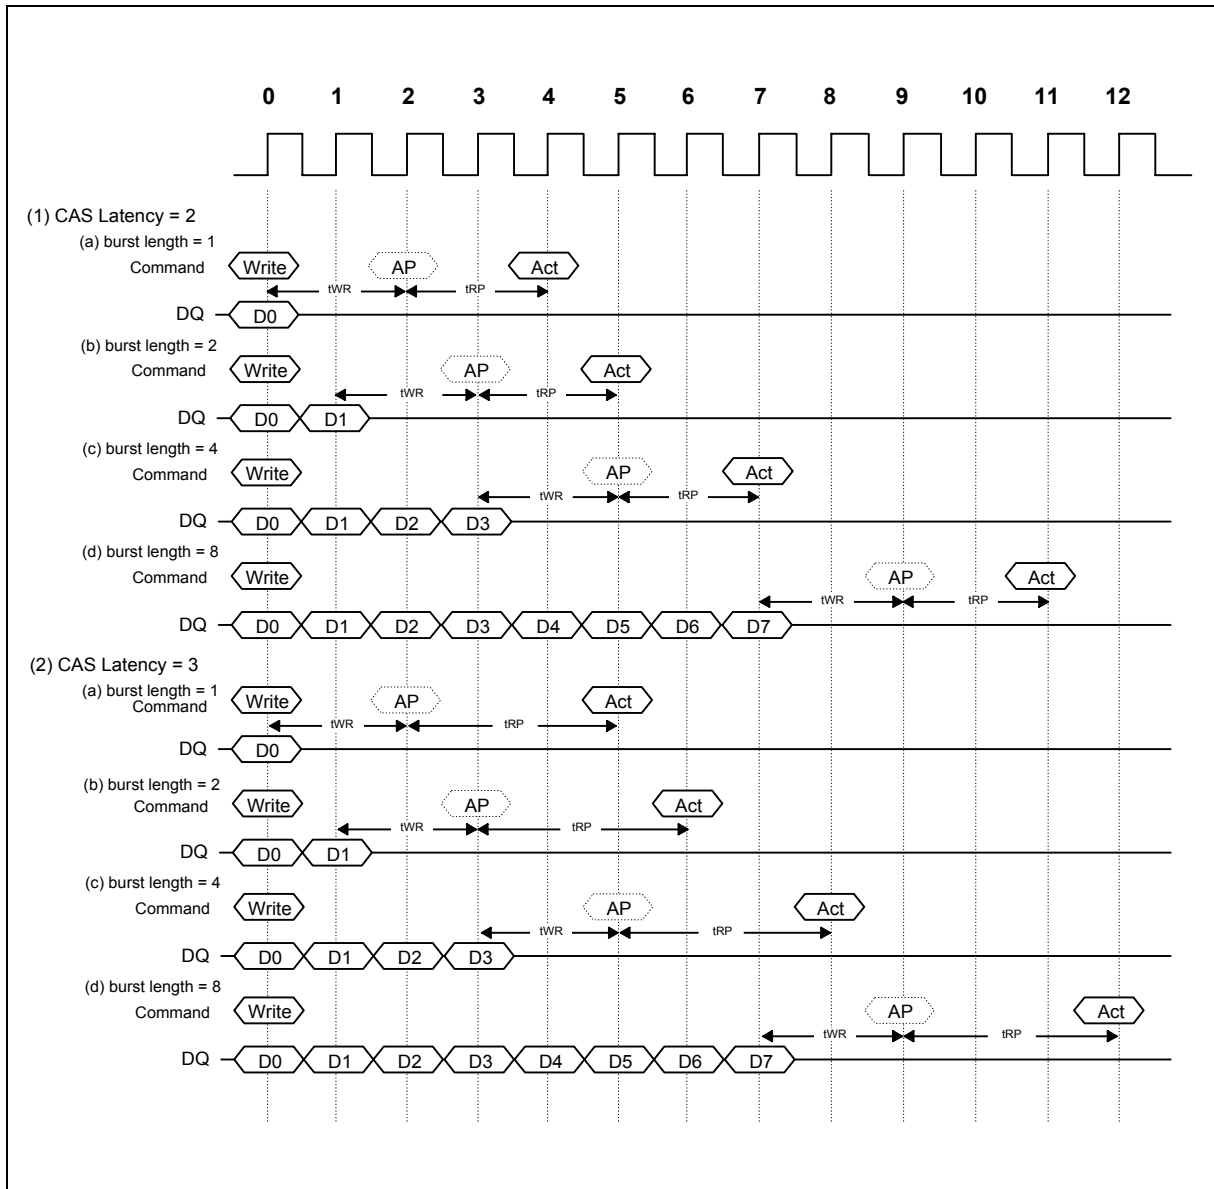 0 1 2 3 4 5 6 7 8 9 10 11 12
(1) CAS Latency = 2
(a) burst length = 1
Command Write AP Act
tWR tRP
DQ D0
(b) burst length = 2
Command Write AP Act
tWR tRP
DQ D0 D1
(c) burst length = 4
Command Write AP Act
tWR tRP
DQ D0 D1 D2 D3
(d) burst length = 8
Command Write AP Act
tWR tRP
DQ D0 D1 D2 D3 D4 D5 D6 D7
(2) CAS Latency = 3
(a) burst length = 1
Command Write AP Act
tWR tRP
DQ D0
(b) burst length = 2
Command Write AP Act
tWR tRP
DQ D0 D1
(c) burst length = 4
Command Write AP Act
tWR tRP
DQ D0 D1 D2 D3
(d) burst length = 8
Command Write AP Act
tWR tRP
DQ D0 D1 D2 D3 D4 D5 D6 D7